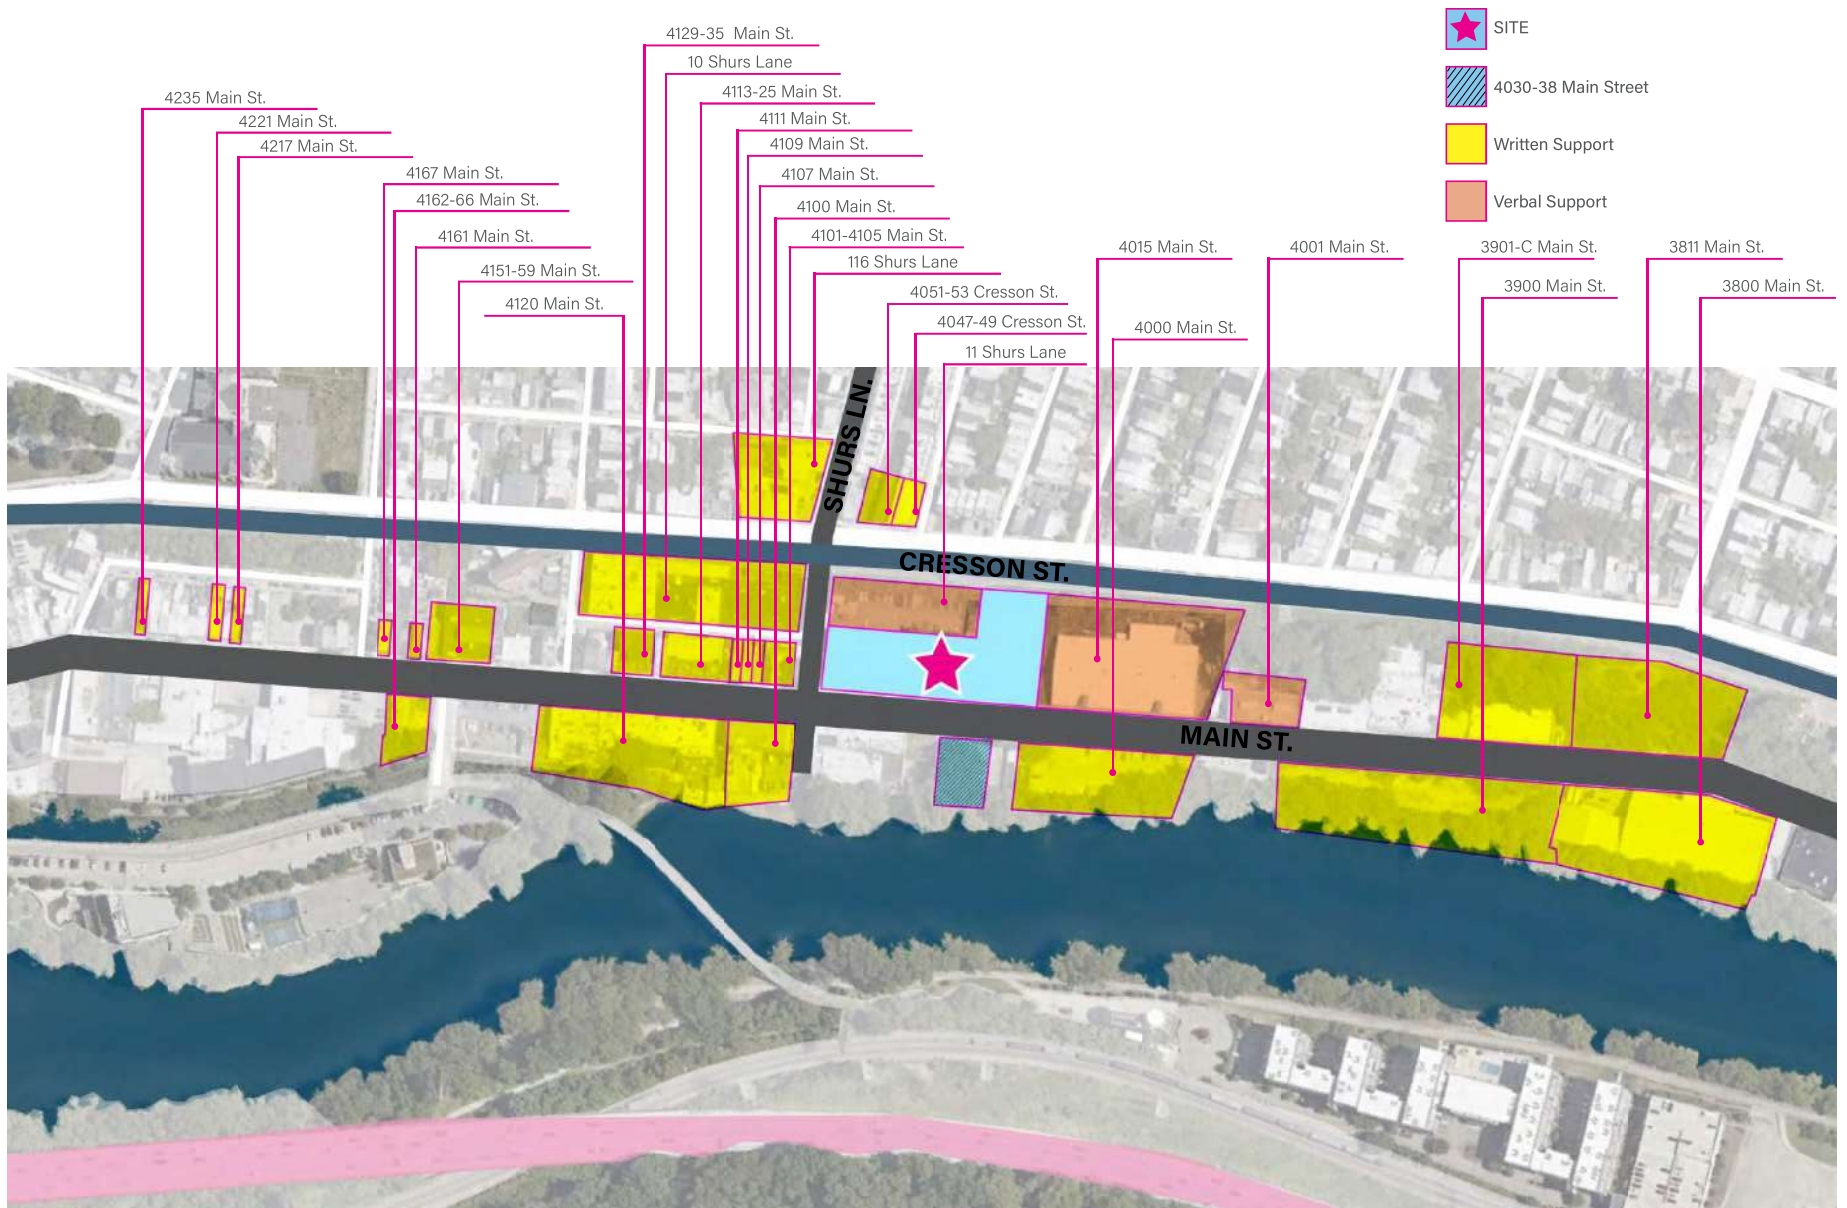 SITE
4030-38 Main Street
Written Support
Verbal Support
4129-35 Main St.
10 Shurs Lane
4113-25 Main St.
4111 Main St.
4109 Main St.
4107 Main St.
4100 Main St.
4101-4105 Main St.
116 Shurs Lane
4051-53 Cresson St.
4047-49 Cresson St.
11 Shurs Lane
4235 Main St.
4221 Main St.
4217 Main St.
4167 Main St.
4162-66 Main St.
4161 Main St.
4151-59 Main St.
4120 Main St.
4015 Main St.
4000 Main St.
4001 Main St.
3901-C Main St.
3900 Main St.
3811 Main St.
3800 Main St.
SHURS LN.
CRESSON ST.
MAIN ST.